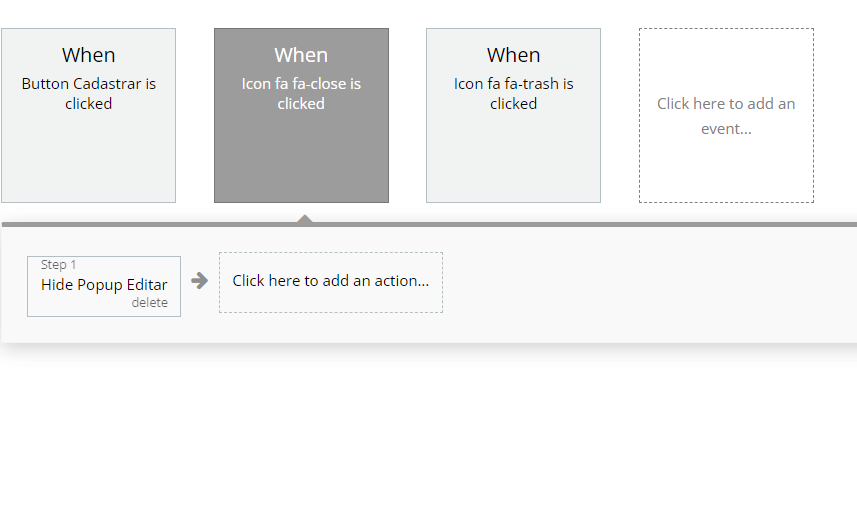 When
Button Cadastrar is
clicked
When
Icon fa fa-close is
clicked
When
Icon fa fa-trash is
clicked
Click here to add an
event...
Step 1
Hide Popup Editar
delete
Click here to add an action...